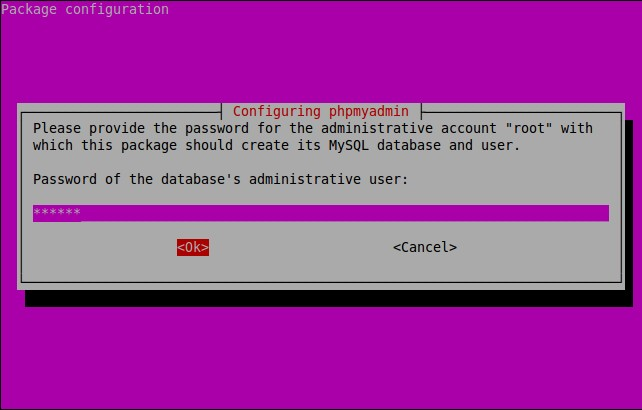 Package configuration
Configuring phpmyadmin
Please provide the password for the administrative account "root" with
which this package should create its MySQL database and user.
Password of the database's administrative user:
******
<Ok> <Cancel>